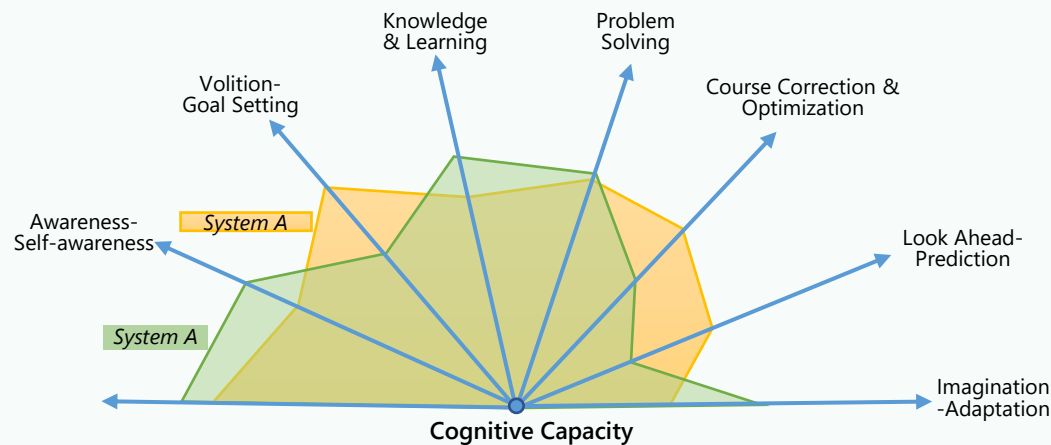 Knowledge
& Learning
Problem
Solving
Volition-
Goal Setting
Course Correction &
Optimization
Awareness-
Self-awareness
System A
Look Ahead-
Prediction
System A
Imagination
-Adaptation
Cognitive Capacity